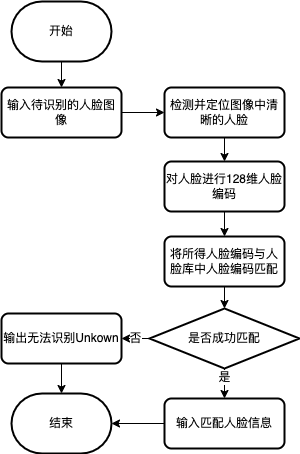 开始
输入待识别的人脸图
像
检测并定位图像中清
晰的人脸
对人脸进行128维人脸
编码
将所得人脸编码与人
脸库中人脸编码匹配
是否成功匹配
否
输出无法识别Unkown
是
输入匹配人脸信息
结束